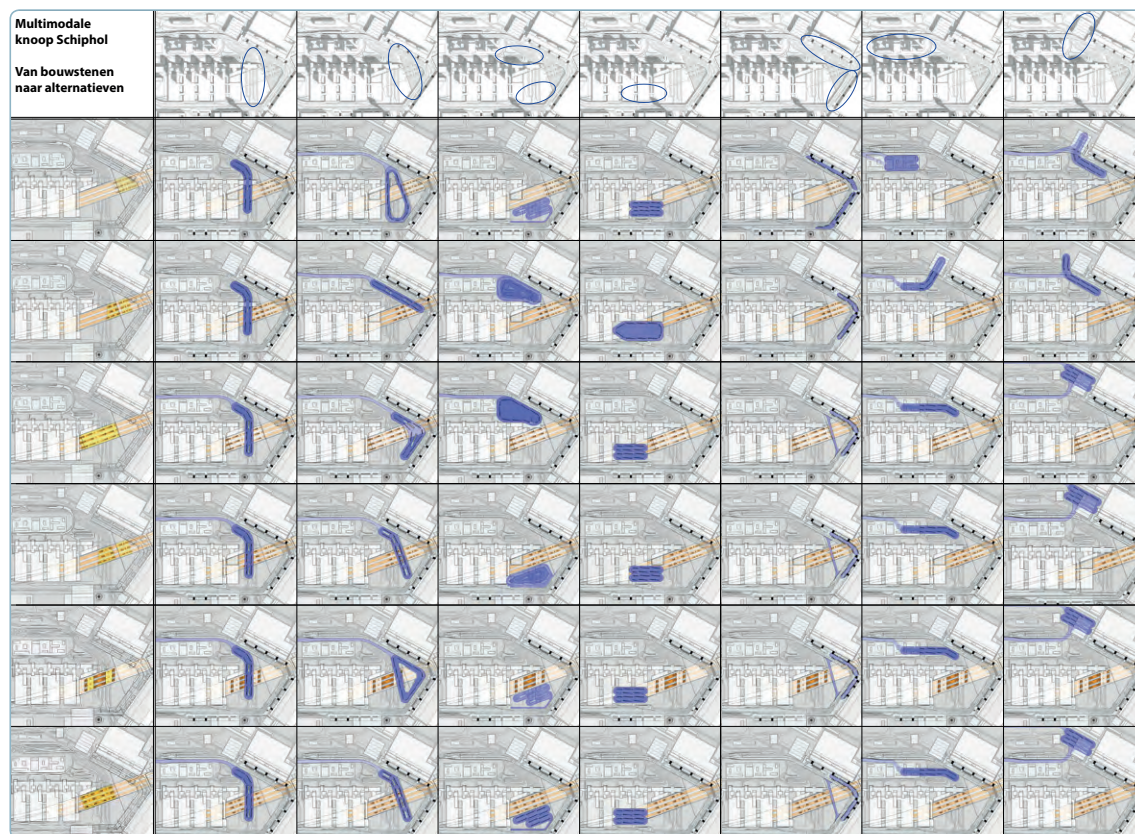 Multimodale
knoop Schiphol
Van bouwstenen
naar alternatieven